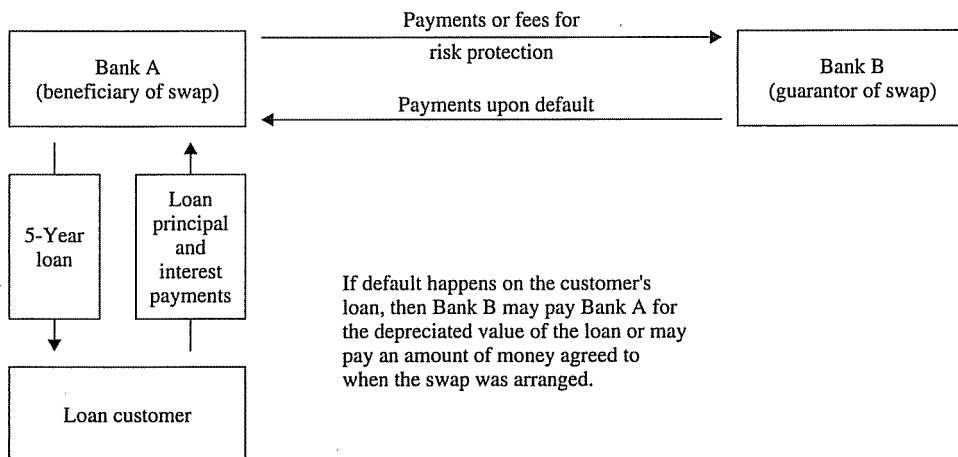 Payments or fees for
risk protection
Bank A
(beneficiary of swap)
Bank B
(guarantor of swap)
Payments upon default
5-Year
loan
Loan
principal
and
interest
payments
If default happens on the customer's
loan, then Bank B may pay Bank A for
the depreciated value of the loan or may
pay an amount of money agreed to
when the swap was arranged.
Loan customer